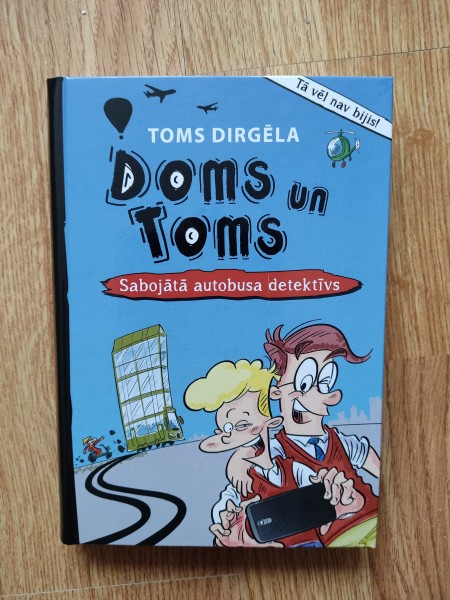 Tā vēl nav bijis!
TOMS DIRGĒLA
DOMS un
TOMS
Sabojātā autobusa detektīvs